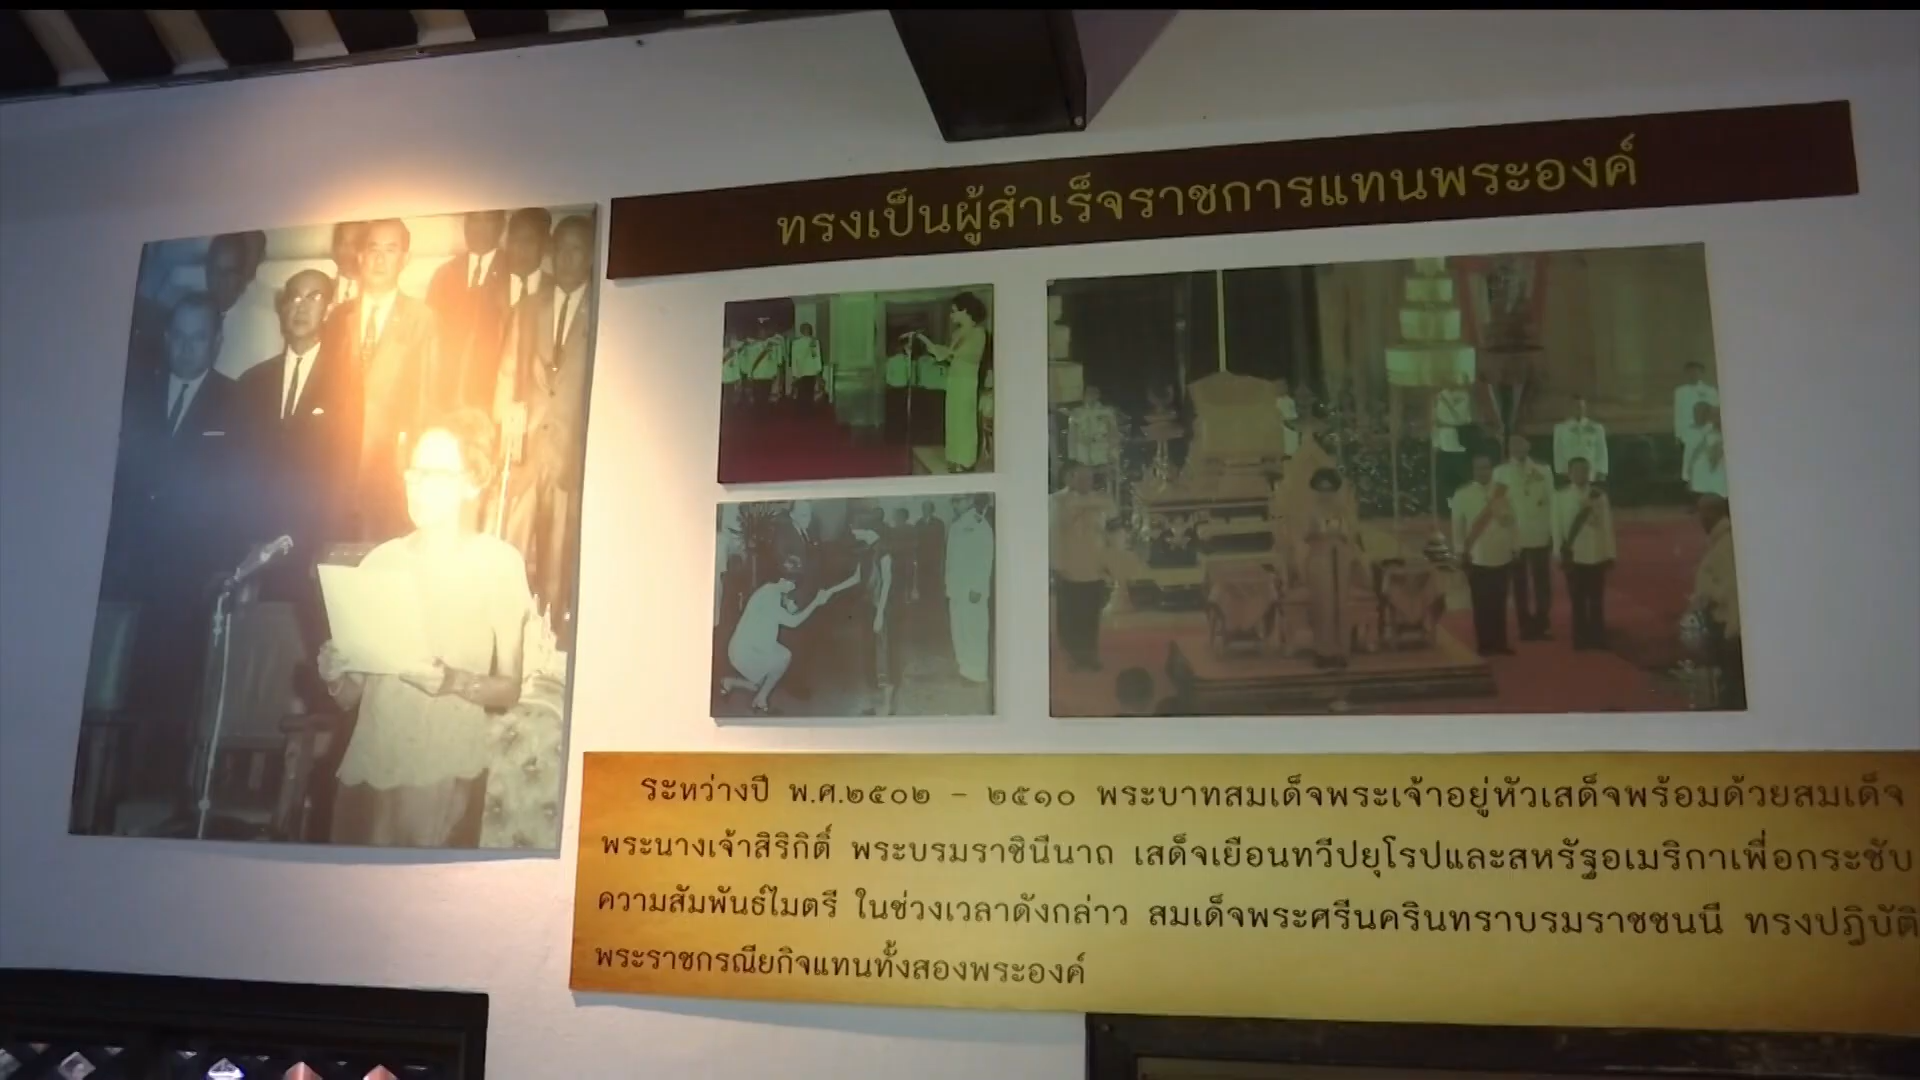 ทรงเป็นผู้สำเร็จราชการแทนพระองค์
ระหว่างปี พ.ศ.๒๕๐๒ - ๒๕๑๐ พระบาทสมเด็จพระเจ้าอยู่หัวเสด็จพร้อมด้วยสมเด็จ
พระนางเจ้าสิริกิติ์ พระบรมราชินีนาถ เสด็จเยือนทวีปยุโรปและสหรัฐอเมริกาเพื่อกระชับ
ความสัมพันธ์ไมตรี ในช่วงเวลาดังกล่าว สมเด็จพระศรีนครินทราบรมราชชนนี ทรงปฏิบัติ
พระราชกรณียกิจแทนทั้งสองพระองค์